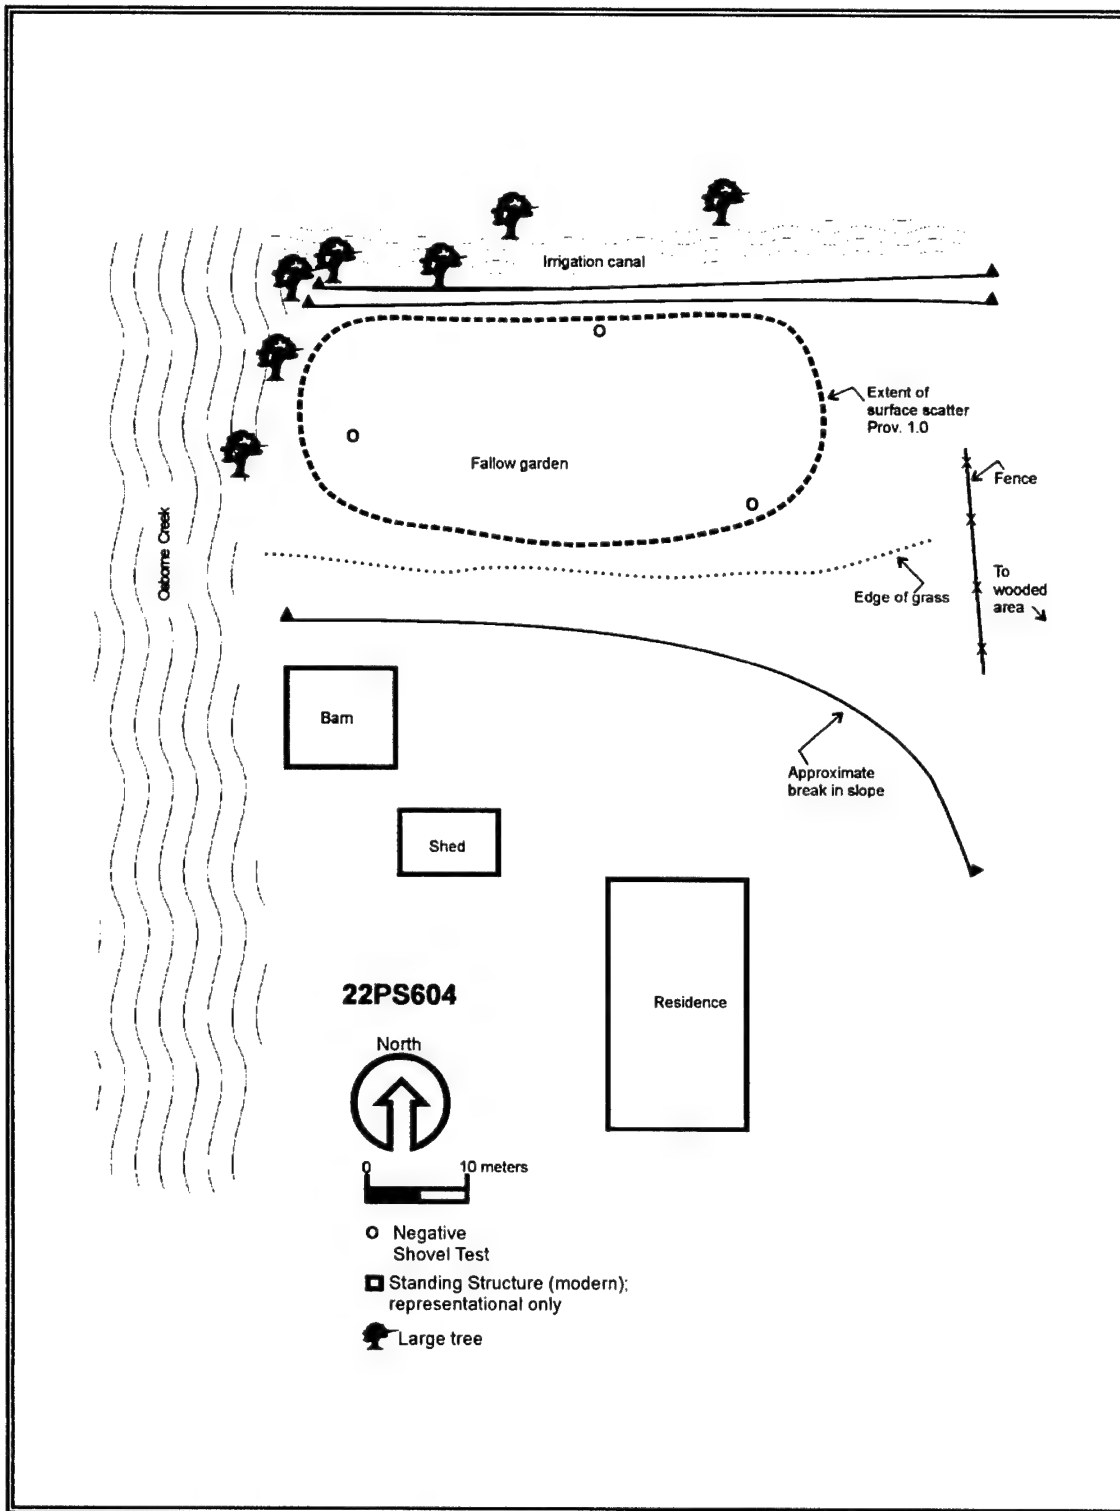 Irrigation canal
Extent of
surface scatter
Prov. 1.0
Fallow garden
Fence
Osborne Creek
To
wooded
area
Edge of grass
Barn
Approximate
break in slope
Shed
Residence
22PS604
North
0 10 meters
Negative
Shovel Test
Standing Structure (modern);
representational only
Large tree